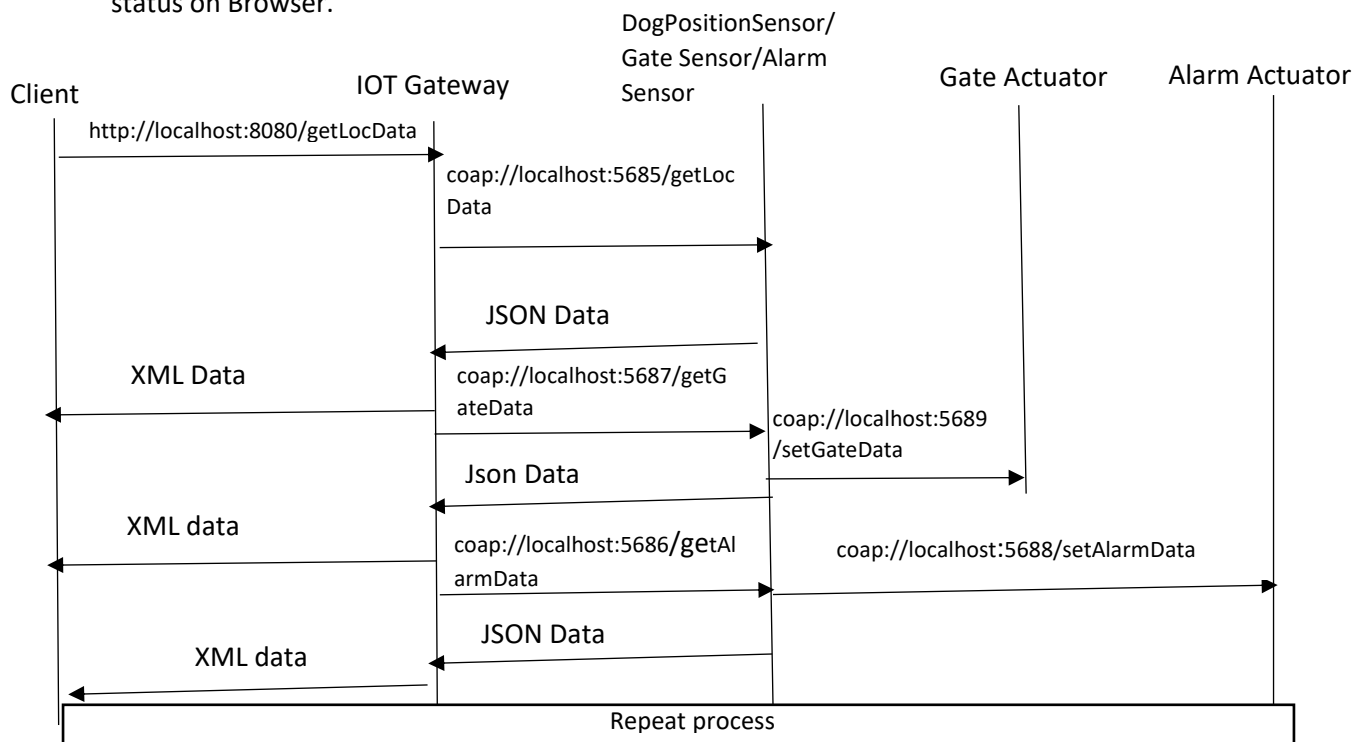 status on Browser.
DogPositionSensor/
Gate Sensor/Alarm
Sensor
Client
IOT Gateway
Gate Actuator
Alarm Actuator
http://localhost:8080/getLocData
coap://localhost:5685/getLoc
Data
JSON Data
XML Data
coap://localhost:5687/getG
ateData
coap://localhost:5689
/setGateData
Json Data
XML data
coap://localhost:5686/getAl
armData
coap://localhost:5688/setAlarmData
JSON Data
XML data
Repeat process